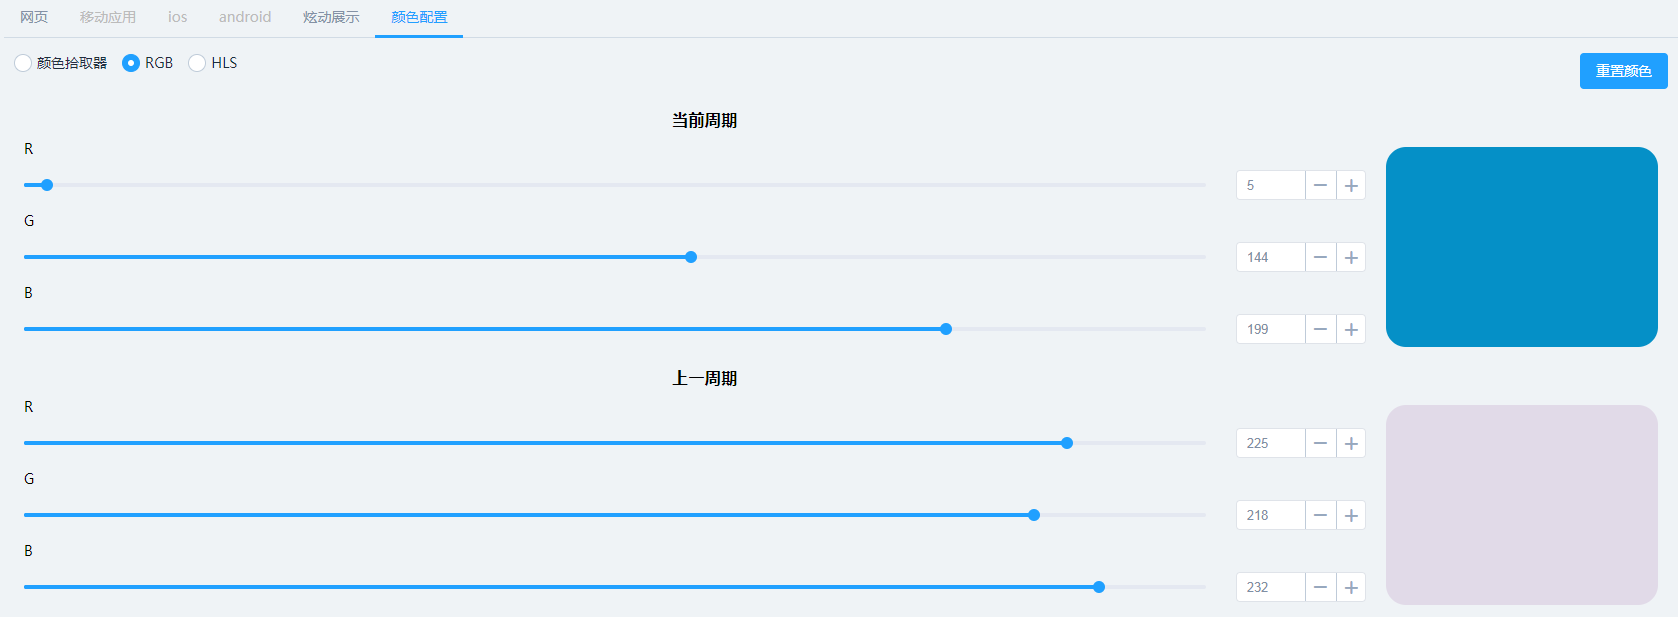 网页 移动应用 ios android 炫动展示 颜色配置
颜色拾取器 RGB HLS 重置颜色
当前周期
R
5
G
144
B
199
上一周期
R
225
G
218
B
232